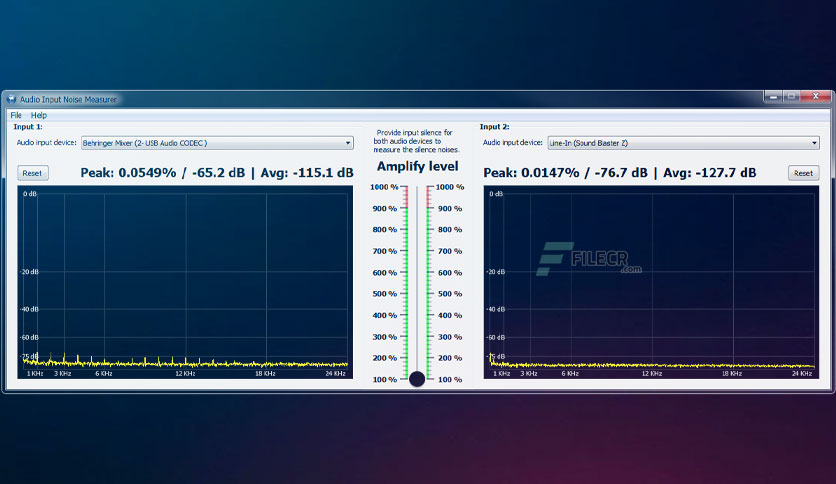 Audio Input Noise Measurer
File Help
Input 1:
Audio input device: Behringer Mixer (2- USB Audio CODEC )
Reset
Peak: 0.0549% / -65.2 dB | Avg: -115.1 dB
0 dB
-20 dB
-40 dB
-60 dB
-75 dB
1 KHz 3 KHz 6 KHz 12 KHz 18 KHz 24 KHz
Provide input silence for
both audio devices to
measure the silence noises.
Amplify level
1000 % 1000 %
900 % 900 %
800 % 800 %
700 % 700 %
600 % 600 %
500 % 500 %
400 % 400 %
300 % 300 %
200 % 200 %
100 % 100 %
Input 2:
Audio input device: Line-In (Sound Blaster Z)
Peak: 0.0147% / -76.7 dB | Avg: -127.7 dB
Reset
0 dB
-20 dB
-40 dB
-60 dB
-75 dB
1 KHz 3 KHz 6 KHz 12 KHz 18 KHz 24 KHz
FILECR
.com